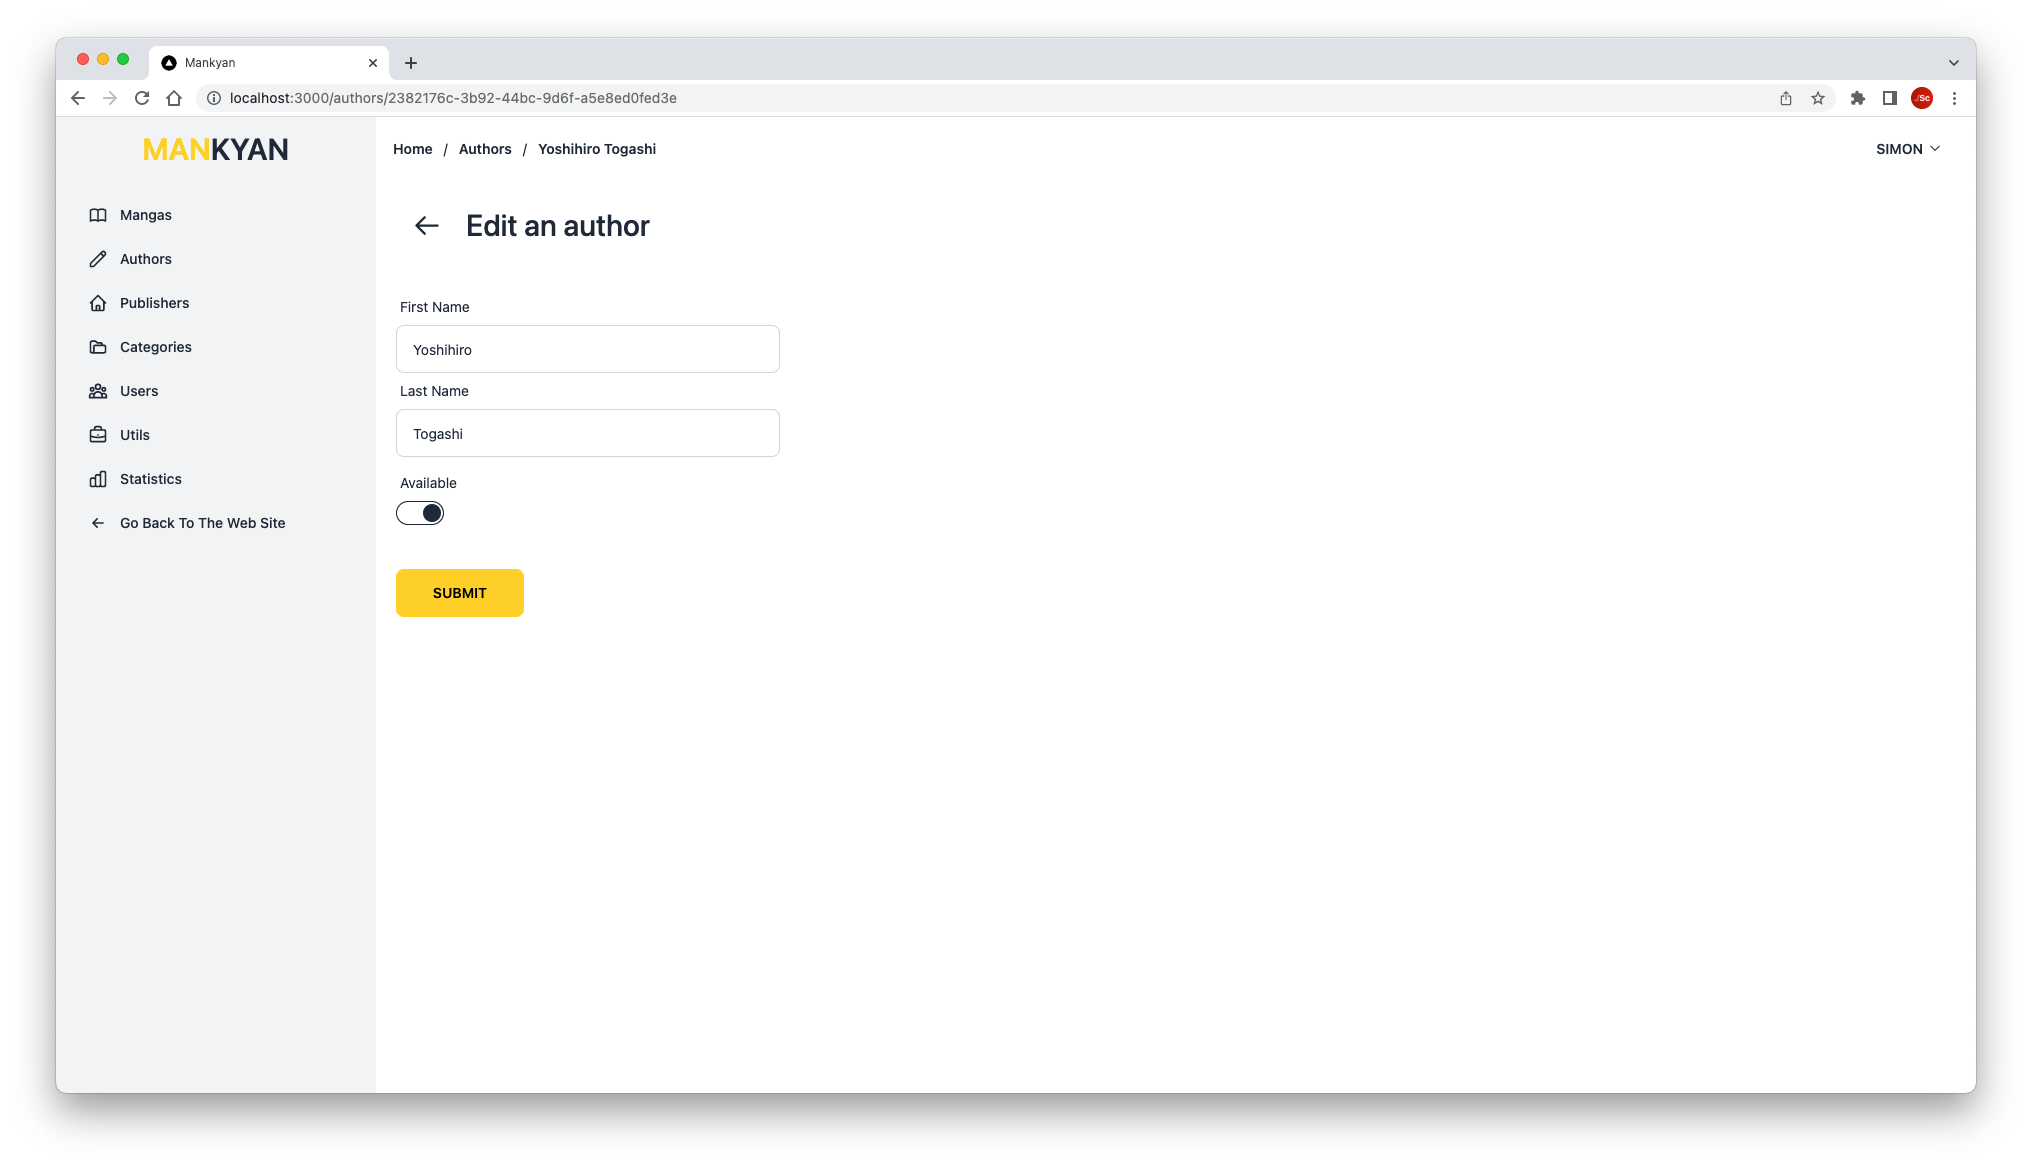 Mankyan
localhost:3000/authors/2382176c-3b92-44bc-9d6f-a5e8ed0fed3e
./Sc
MANKYAN
Home / Authors / Yoshihiro Togashi
SIMON
Mangas
Authors
Publishers
Categories
Users
Utils
Statistics
Go Back To The Web Site
Edit an author
First Name
Yoshihiro
Last Name
Togashi
Available
SUBMIT